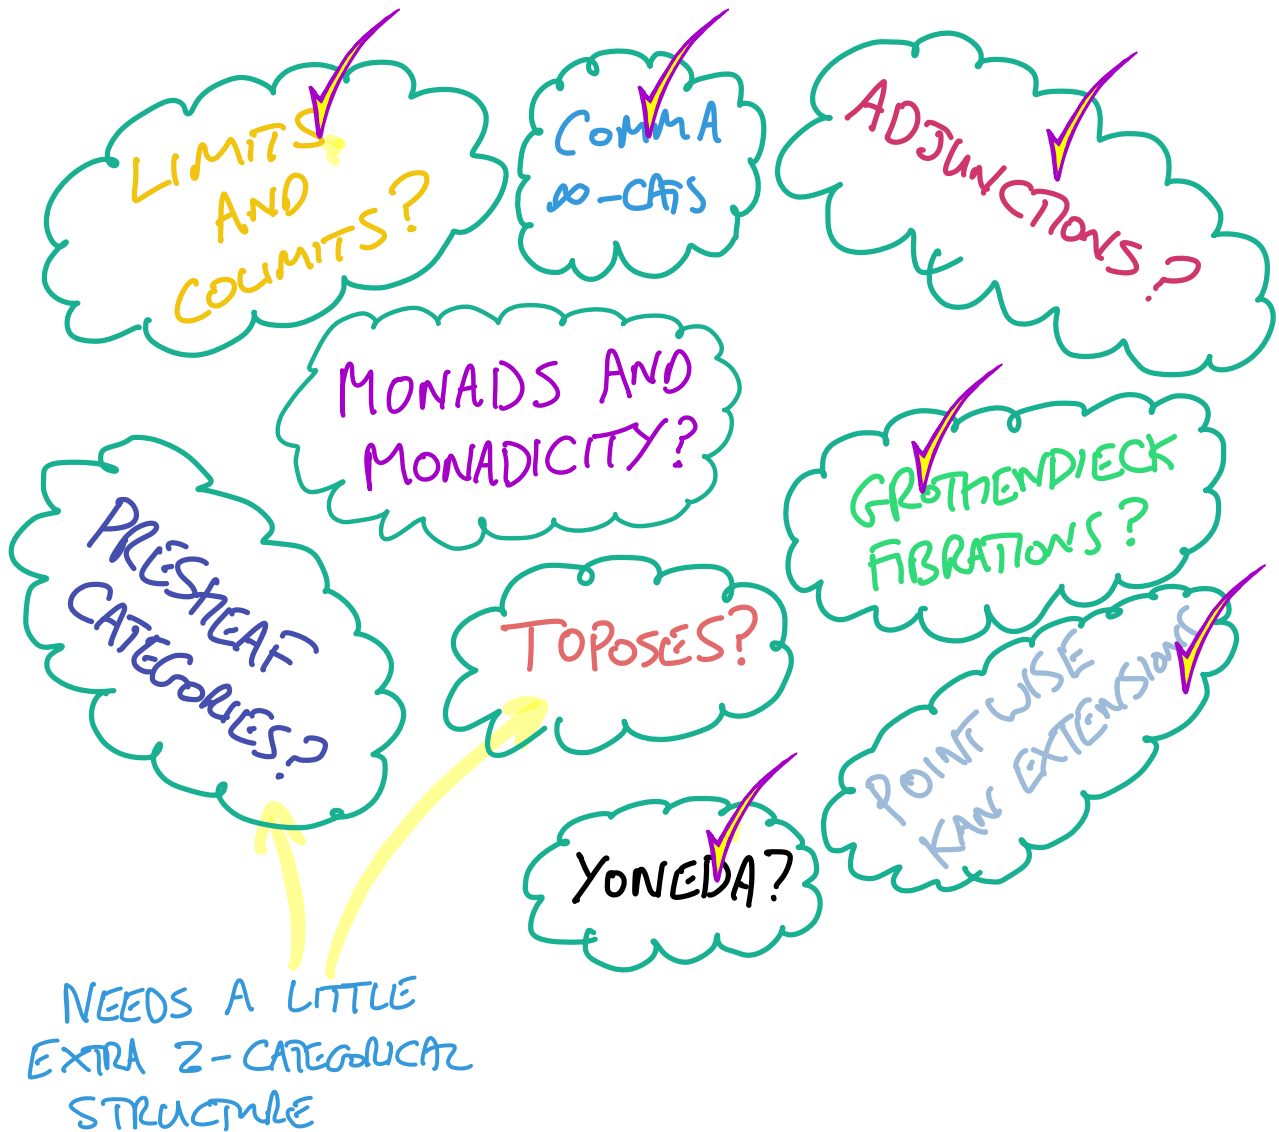 LIMITS
AND
COLIMITS?
COMMA
∞-CATS
ADJUNCTIONS?
MONADS AND
MONADICITY?
GROTHENDIECK
FIBRATIONS?
PRESHEAF
CATEGORIES?
TOPOSES?
POINTWISE
KAN EXTENSIONS
YONEDA?
NEEDS A LITTLE
EXTRA 2-CATEGORICAL
STRUCTURE